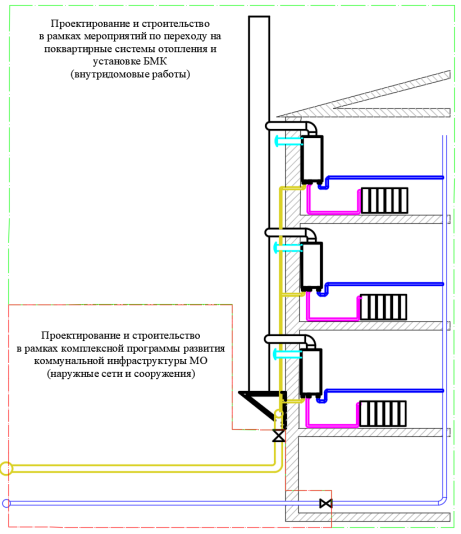 Проектирование и строительство
в рамках мероприятий по переходу на
поквартирные системы отопления и
установке БМК
(внутридомовые работы)
Проектирование и строительство
в рамках комплексной программы развития
коммунальной инфраструктуры МО
(наружные сети и сооружения)